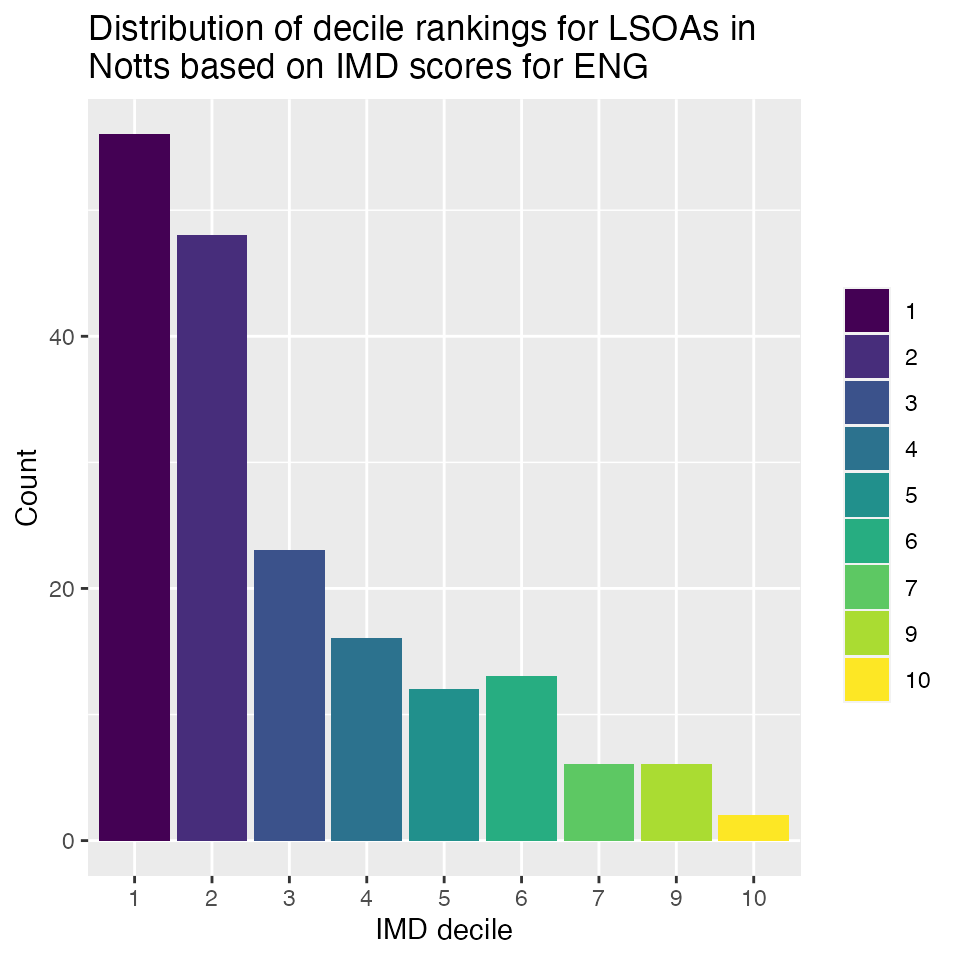 Distribution of decile rankings for LSOAs in
Notts based on IMD scores for ENG
Count
40
20
0
1 2 3 4 5 6 7 9 10
IMD decile
1
2
3
4
5
6
7
9
10